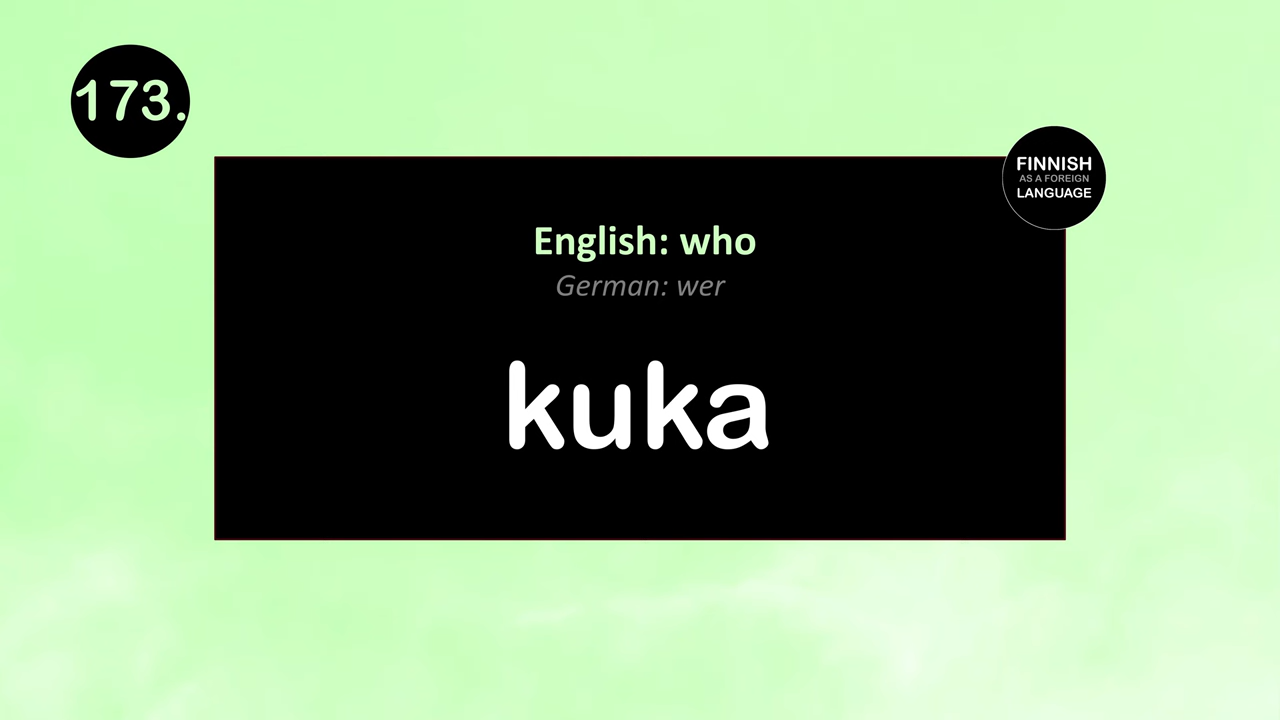 173.
FINNISH
AS A FOREIGN
LANGUAGE
English: who
German: wer
kuka